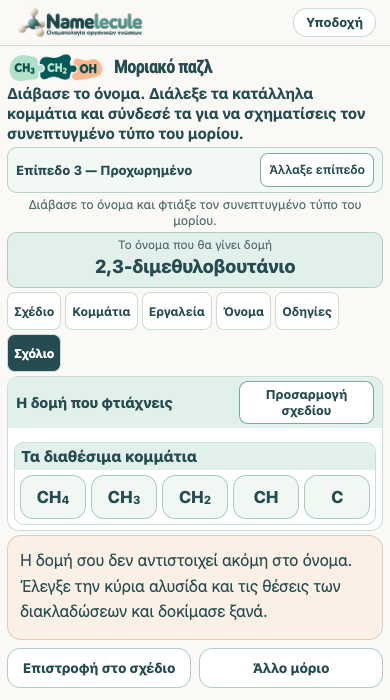 Namelecule
Ονοματολογία οργανικών ενώσεων
Υποδοχή
CH₃ CH₂ OH Μοριακό παζλ
Διάβασε το όνομα. Διάλεξε τα κατάλληλα
κομμάτια και σύνδεσέ τα για να σχηματίσεις τον
συνεπτυγμένο τύπο του μορίου.
Επίπεδο 3 — Προχωρημένο Άλλαξε επίπεδο
Διάβασε το όνομα και φτιάξε τον συνεπτυγμένο τύπο του
μορίου.
Το όνομα που θα γίνει δομή
2,3-διμεθυλοβουτάνιο
Σχέδιο Κομμάτια Εργαλεία Όνομα Οδηγίες
Σχόλιο
Η δομή που φτιάχνεις Προσαρμογή
σχεδίου
Τα διαθέσιμα κομμάτια
CH₄ CH₃ CH₂ CH C
Η δομή σου δεν αντιστοιχεί ακόμη στο όνομα.
Έλεγξε την κύρια αλυσίδα και τις θέσεις των
διακλαδώσεων και δοκίμασε ξανά.
Επιστροφή στο σχέδιο Άλλο μόριο